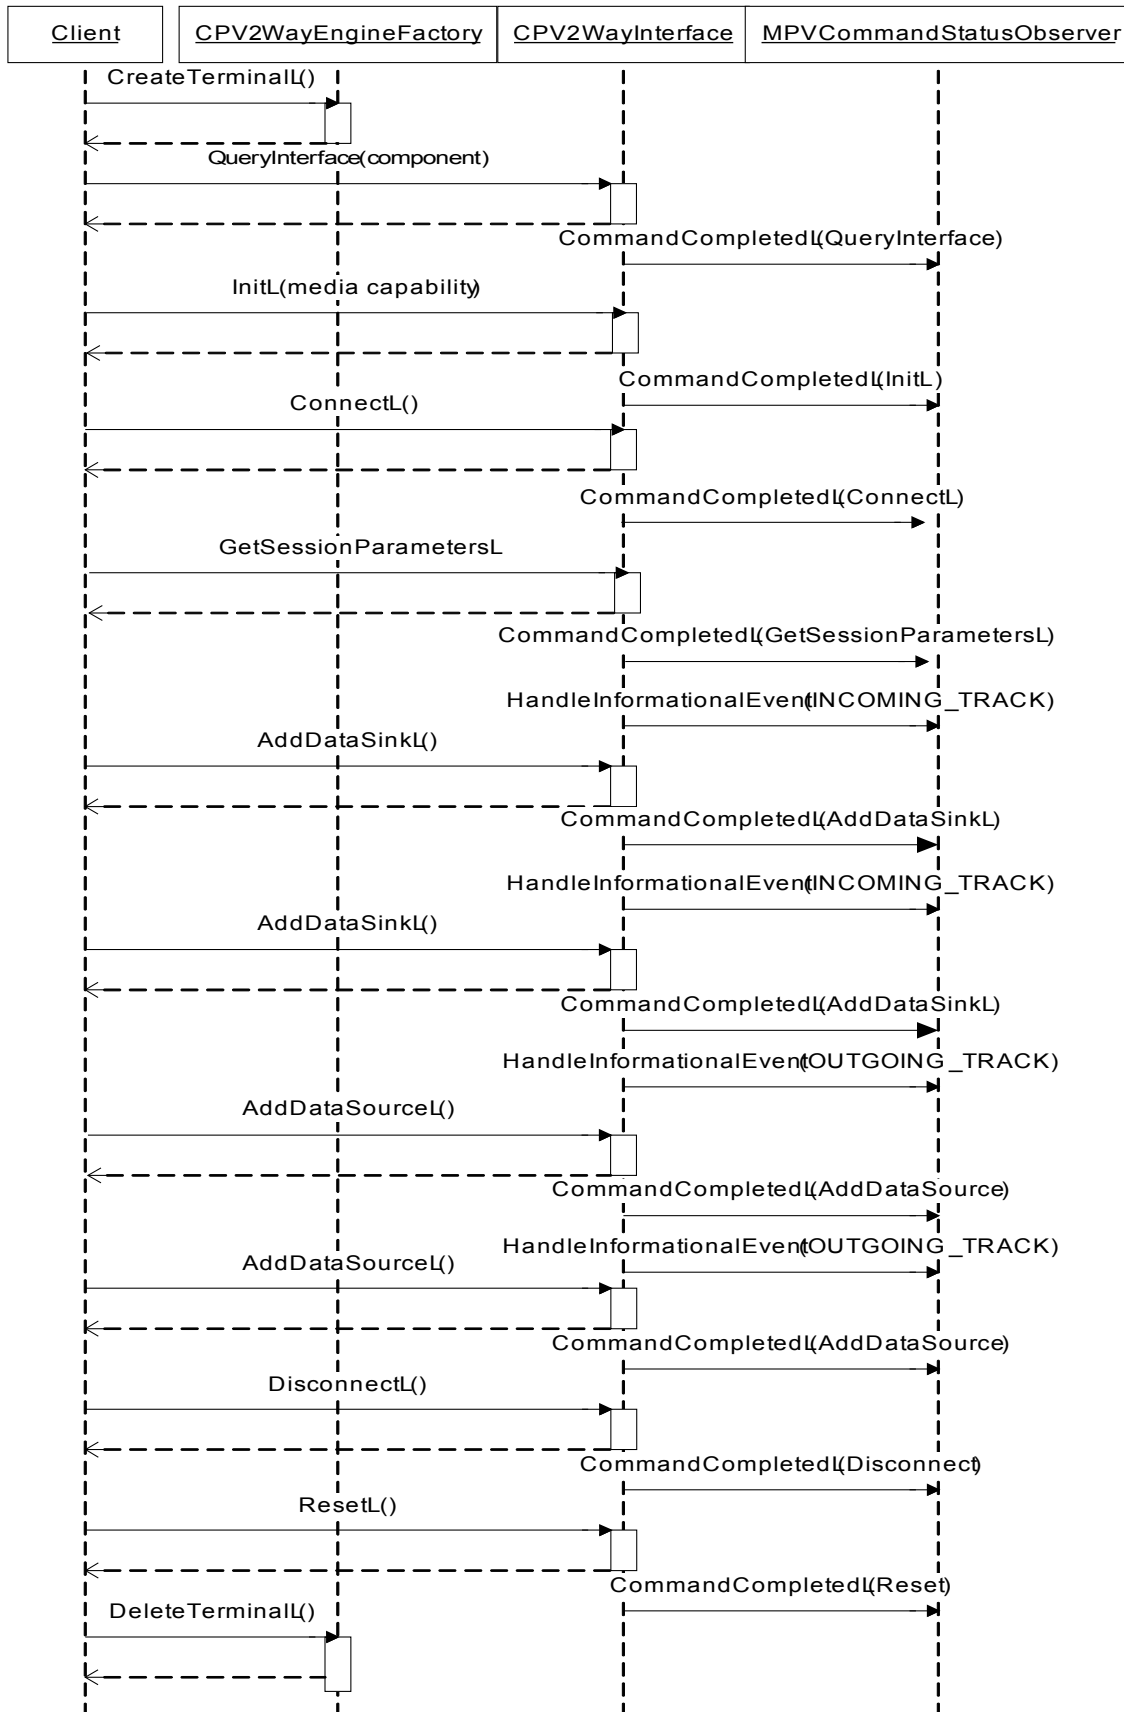 Client
CPV2WayEngineFactory
CPV2WayInterface
MPVCommandStatusObserver
CreateTerminalL()
QueryInterface(component)
CommandCompletedL(QueryInterface)
InitL(media capability)
CommandCompletedL(InitL)
ConnectL()
CommandCompletedL(ConnectL)
GetSessionParametersL
CommandCompletedL(GetSessionParametersL)
HandleInformationalEvent(INCOMING_TRACK)
AddDataSinkL()
CommandCompletedL(AddDataSinkL)
HandleInformationalEvent(INCOMING_TRACK)
AddDataSinkL()
CommandCompletedL(AddDataSinkL)
HandleInformationalEvent(OUTGOING_TRACK)
AddDataSourceL()
CommandCompletedL(AddDataSource)
HandleInformationalEvent(OUTGOING_TRACK)
AddDataSourceL()
CommandCompletedL(AddDataSource)
DisconnectL()
CommandCompletedL(Disconnect)
ResetL()
CommandCompletedL(Reset)
DeleteTerminalL()